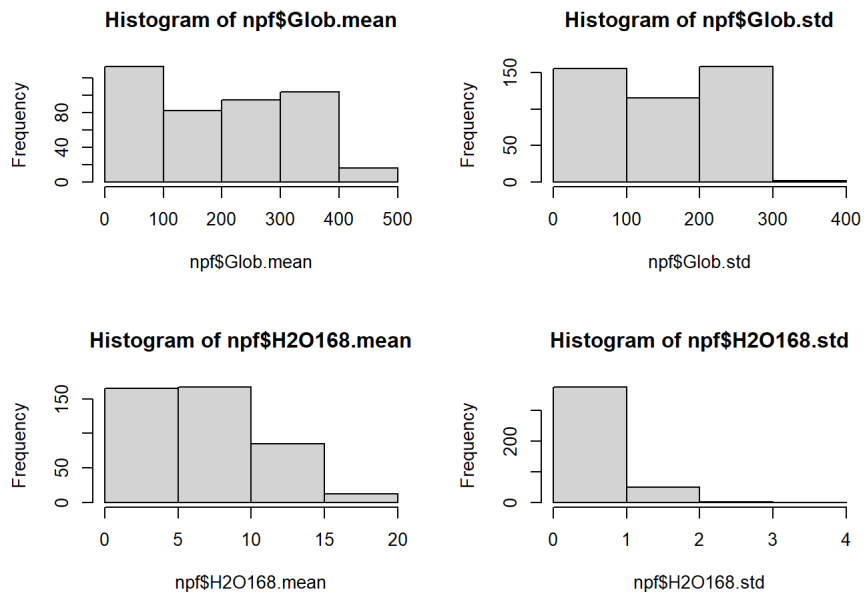 Histogram of npf$Glob.mean
Frequency
0
40
80
0 100 200 300 400 500
npf$Glob.mean
Histogram of npf$Glob.std
Frequency
0
50
150
0 100 200 300 400
npf$Glob.std
Histogram of npf$H2O168.mean
Frequency
0
50
150
0 5 10 15 20
npf$H2O168.mean
Histogram of npf$H2O168.std
Frequency
0
200
0 1 2 3 4
npf$H2O168.std